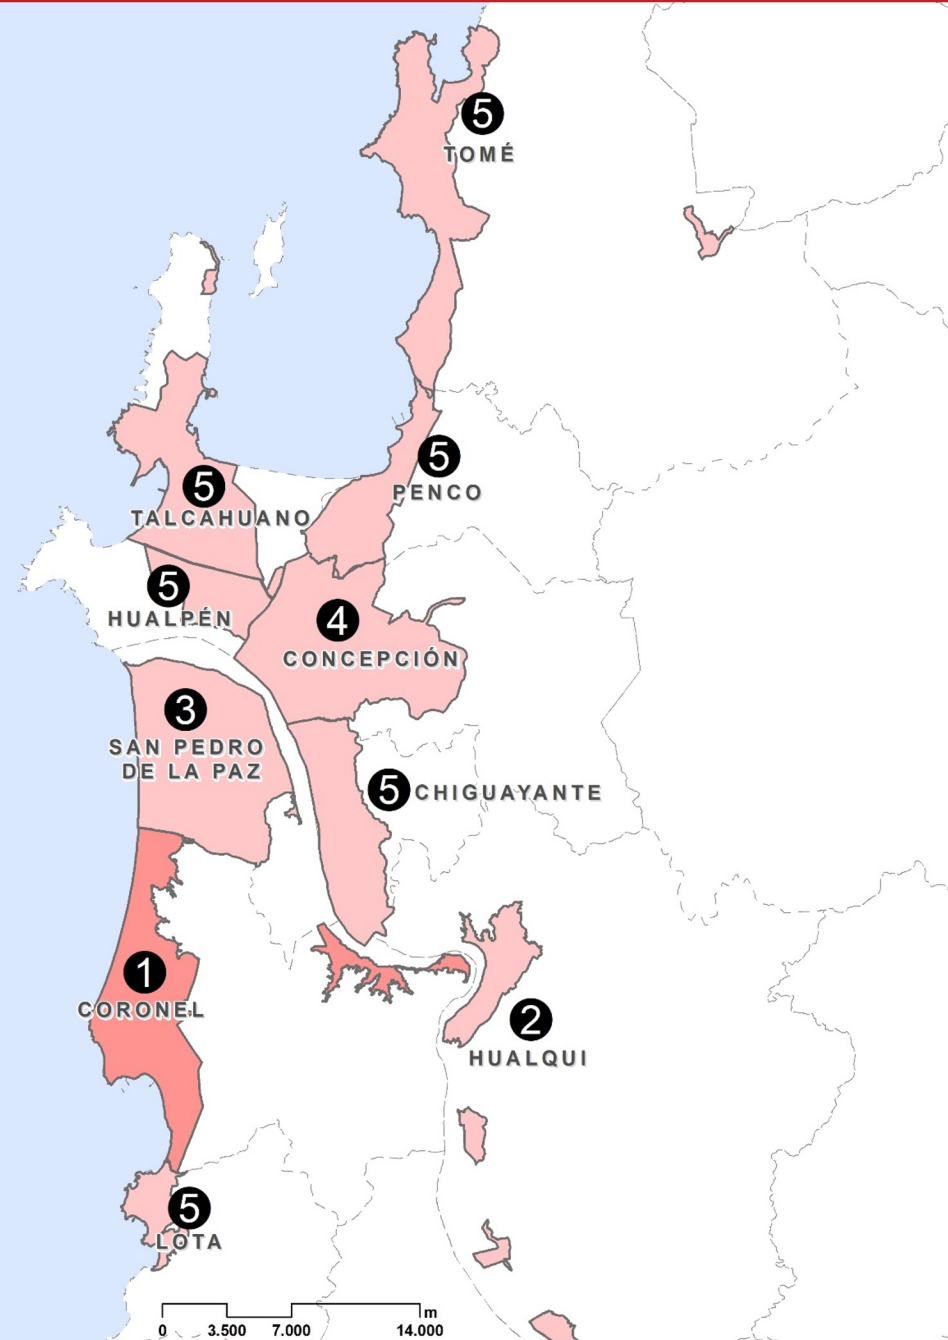 5
TOMÉ
5
PENCO
5
TALCAHUANO
5
HUALPÉN
4
CONCEPCIÓN
3
SAN PEDRO
DE LA PAZ
5 CHIGUAYANTE
1
CORONEL
2
HUALQUI
5
LOTA
m
0 3.500 7.000 14.000